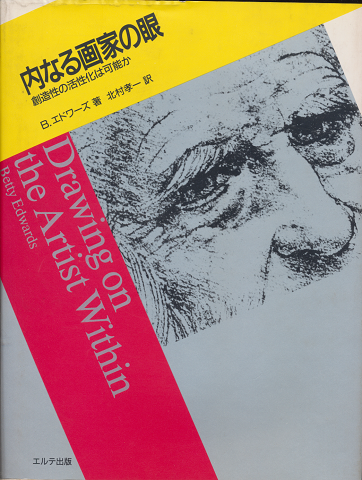 内なる画家の眼
創造性の活性化は可能か
B.エドワーズ 著 北村孝一 訳
Drawing on
the Artist Within
Betty Edwards
エルテ出版